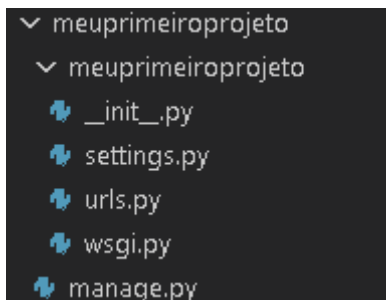 meuprimeiroprojeto
meuprimeiroprojeto
__init__.py
settings.py
urls.py
wsgi.py
manage.py